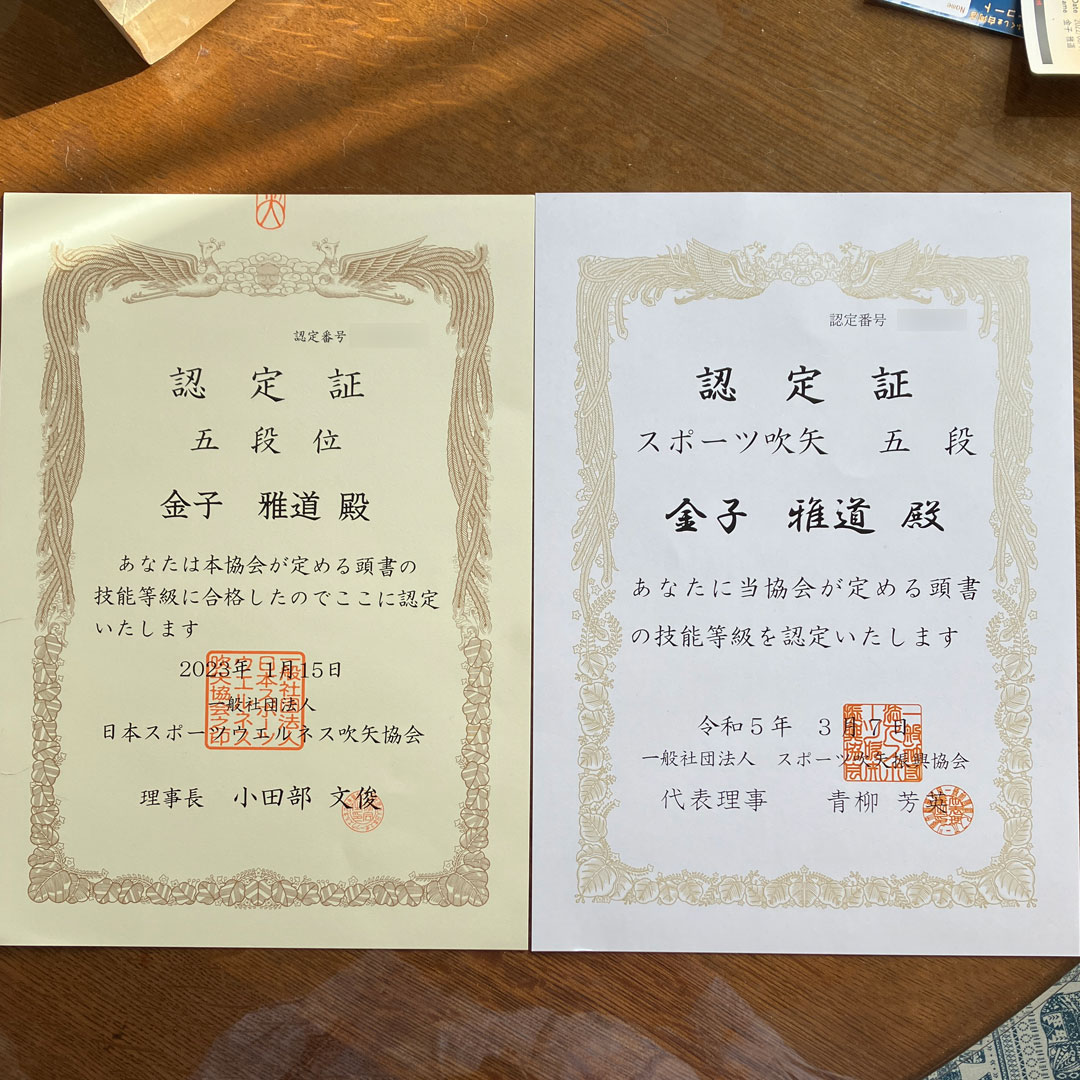 認定番号
認定証
五段位
金子 雅道 殿
あなたは本協会が定める頭書の
技能等級に合格したのでここに認定
いたします
2023年 1月15日
一般社団法人
日本スポーツウエルネス吹矢協会
理事長 小田部 文俊
認定番号
認定証
スポーツ吹矢 五段
金子 雅道 殿
あなたに当協会が定める頭書
の技能等級を認定いたします
令和5年 3月7日
一般社団法人 スポーツ吹矢振興協会
代表理事 青柳 芳英
Name
Date
金子 雅道